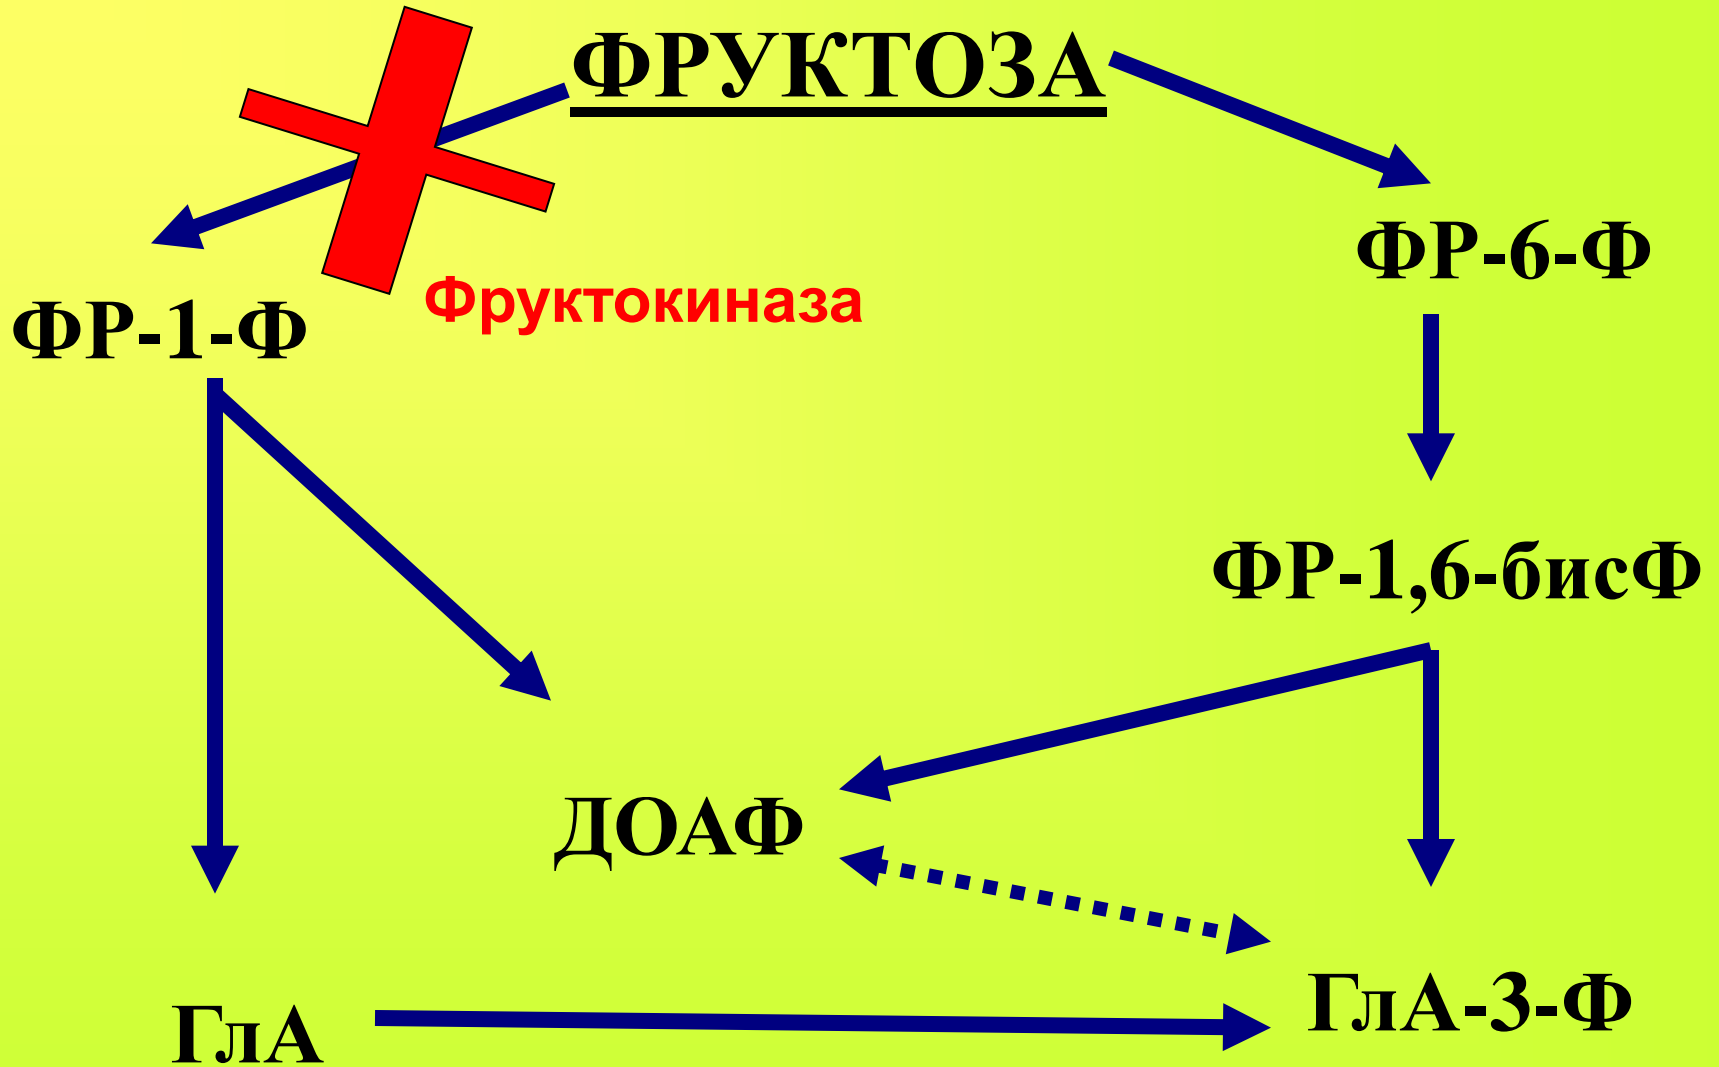 ФРУКТОЗА
ФР-6-Ф
Фруктокиназа
ФР-1-Ф
ФР-1,6-бисФ
ДОАФ
ГлА-3-Ф
ГлА